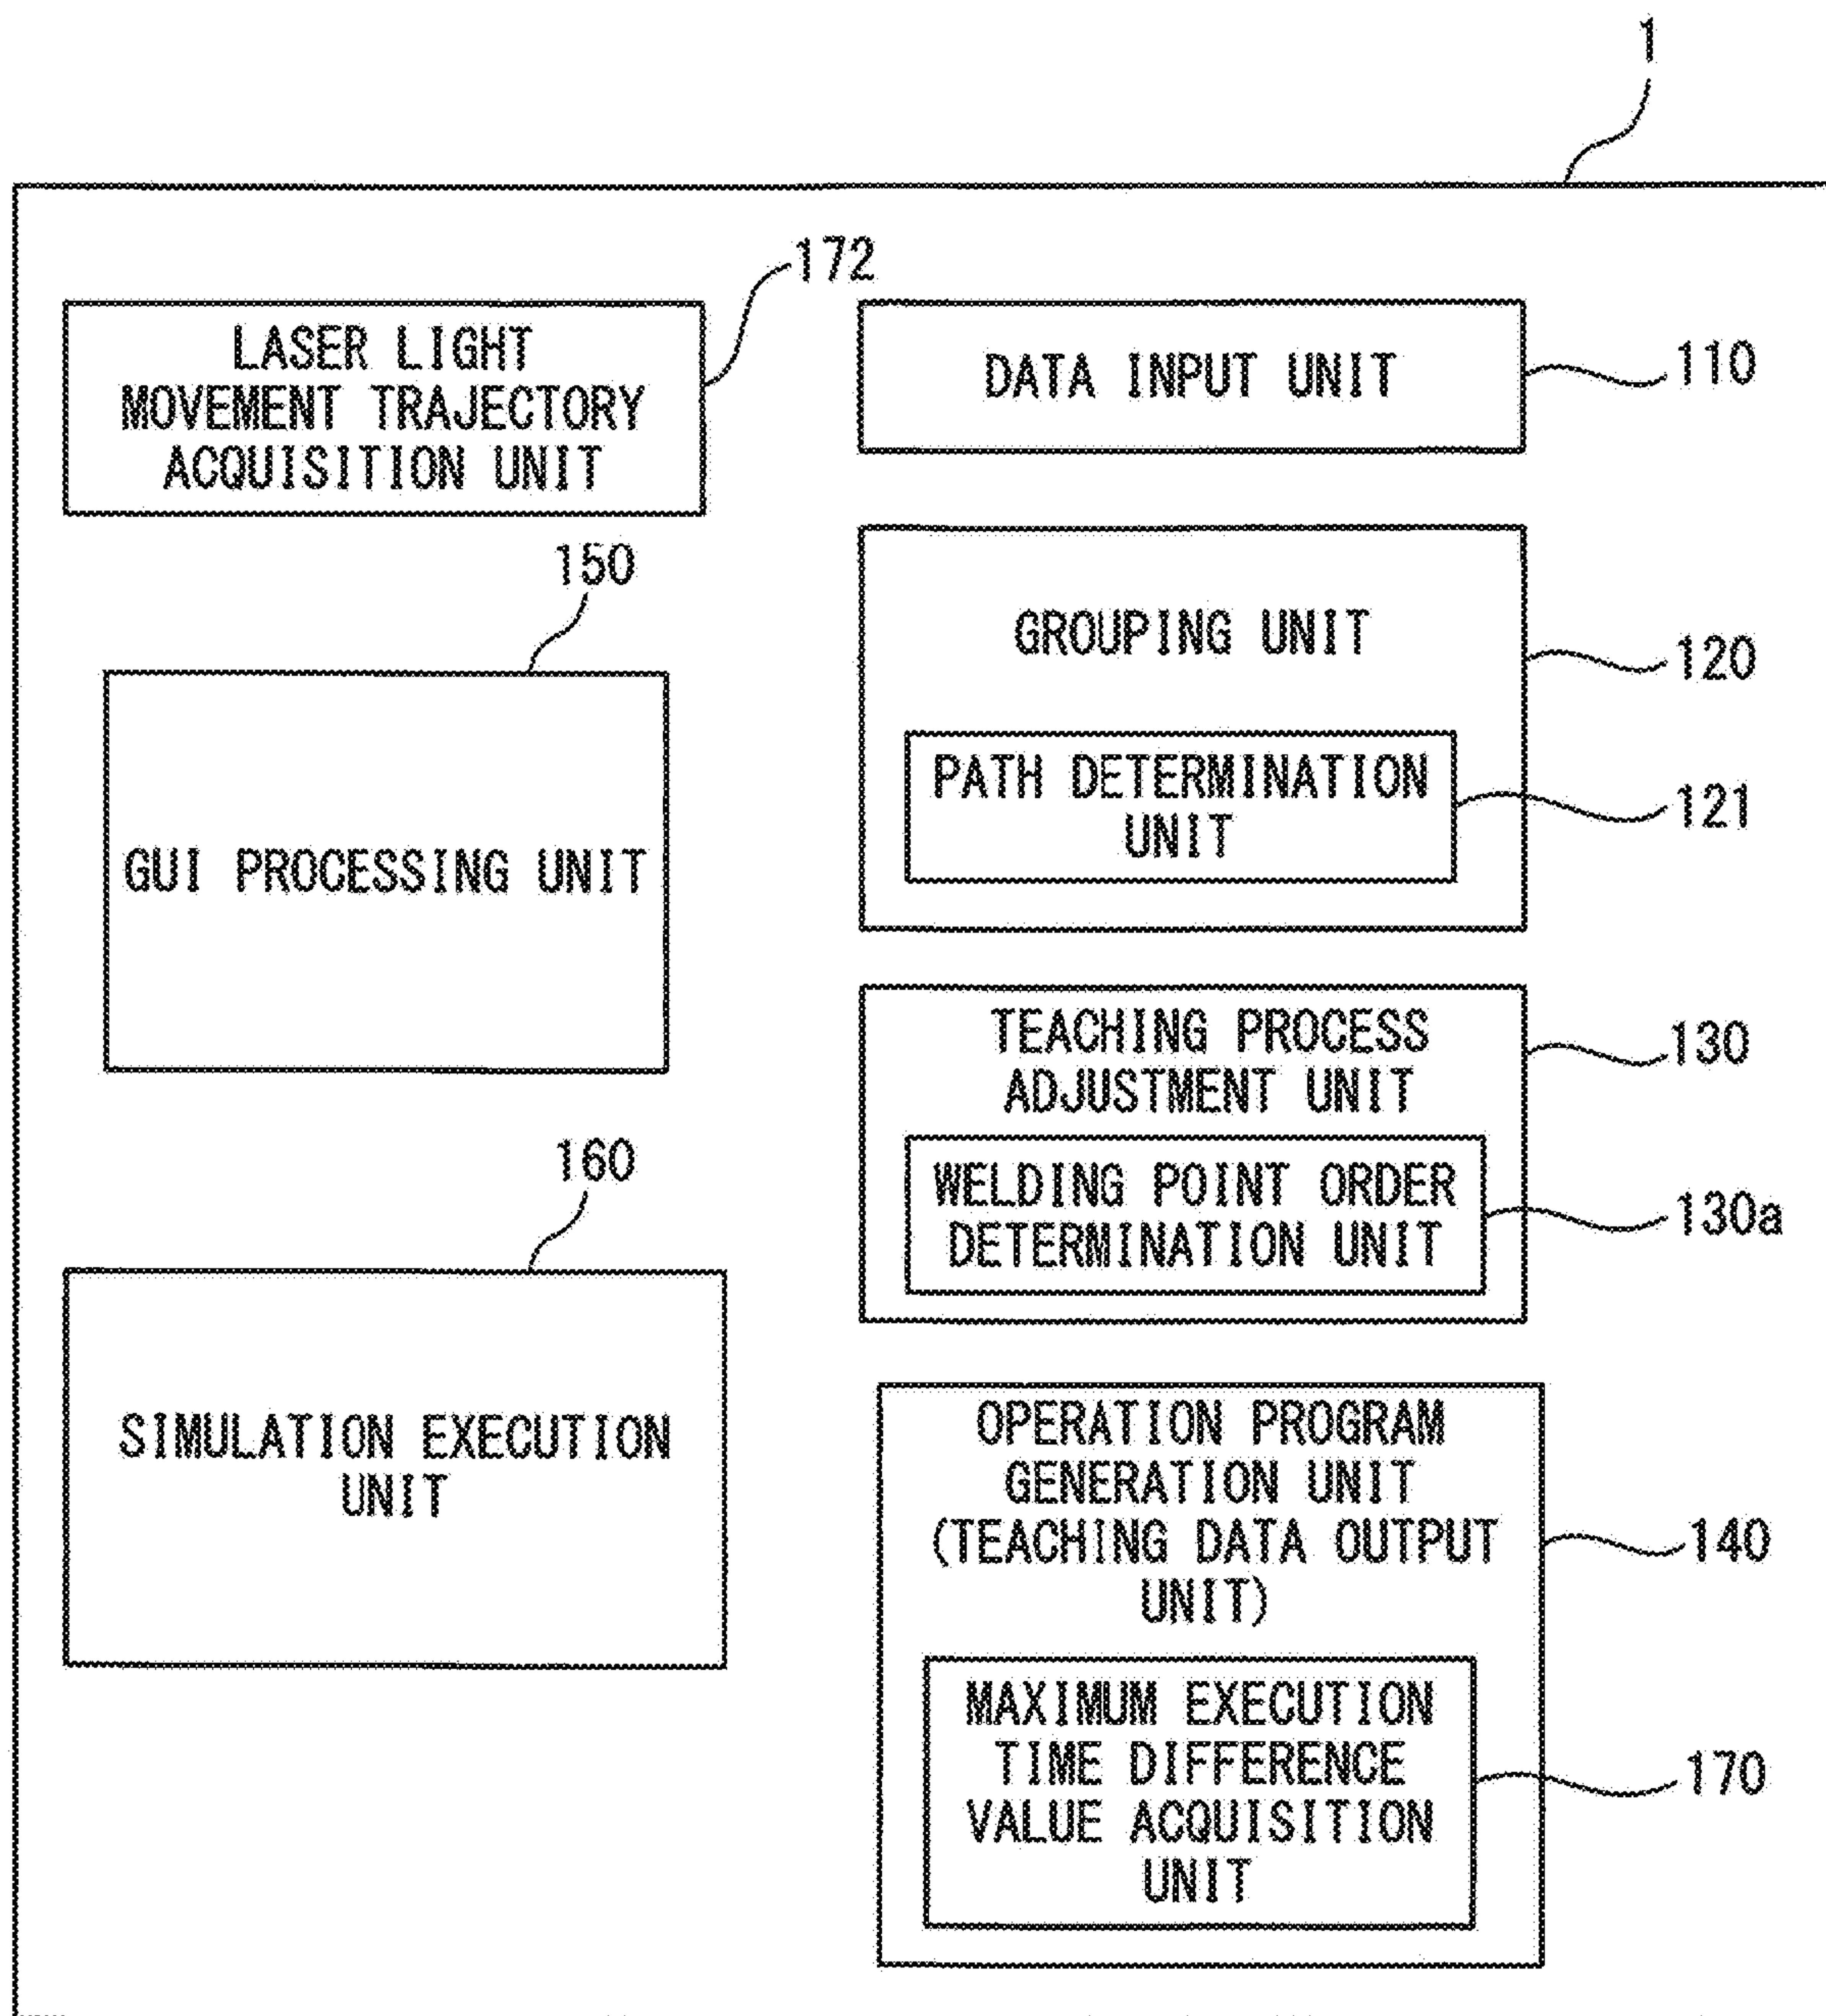 1
172
LASER LIGHT
MOVEMENT TRAJECTORY
ACQUISITION UNIT
150
GUI PROCESSING UNIT
160
SIMULATION EXECUTION
UNIT
DATA INPUT UNIT
110
GROUPING UNIT
120
PATH DETERMINATION
UNIT
121
TEACHING PROCESS
ADJUSTMENT UNIT
130
WELDING POINT ORDER
DETERMINATION UNIT
130a
OPERATION PROGRAM
GENERATION UNIT
(TEACHING DATA OUTPUT
UNIT)
140
MAXIMUM EXECUTION
TIME DIFFERENCE
VALUE ACQUISITION
UNIT
170